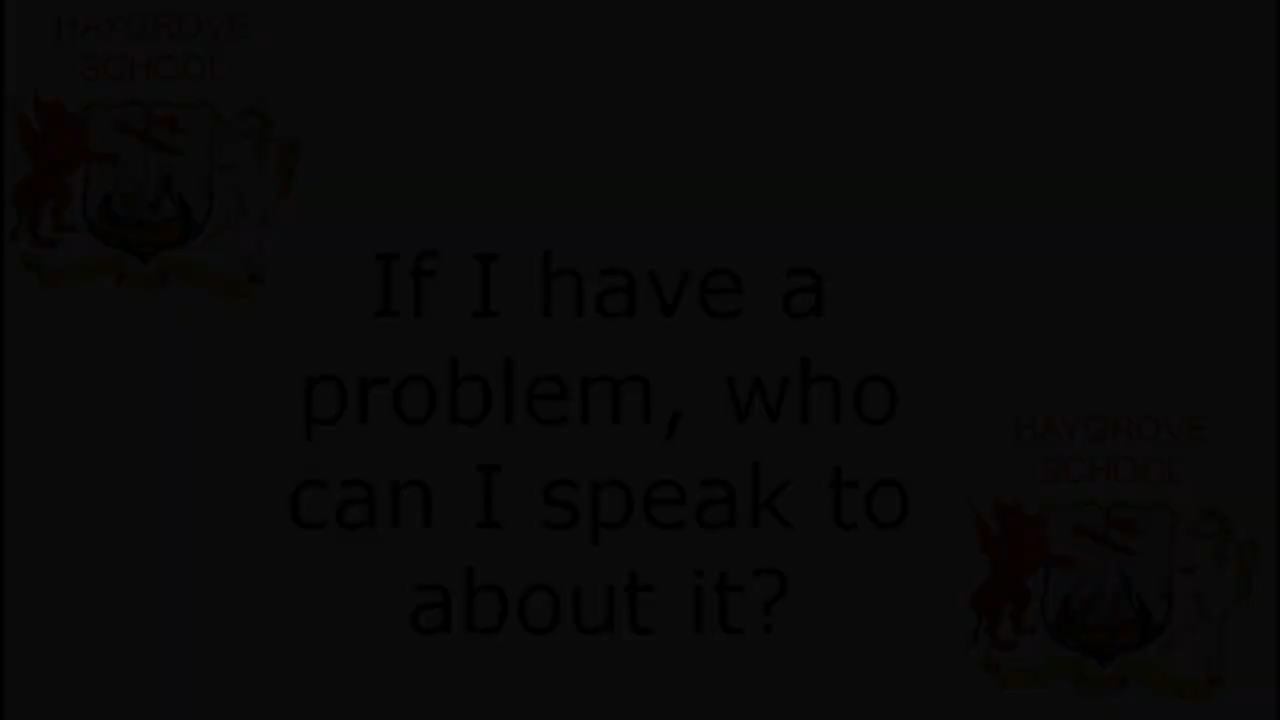 HAYGROVE
SCHOOL
If I have a
problem, who
can I speak to
about it?
HAYGROVE
SCHOOL